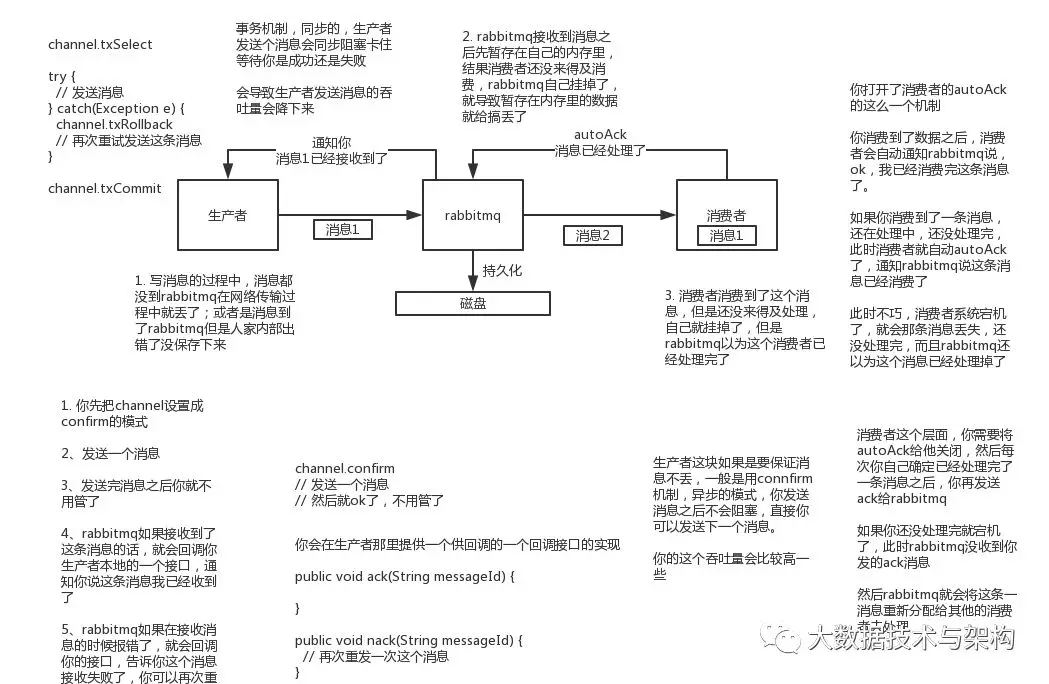 channel.txSelect
try {
// 发送消息
} catch(Exception e) {
channel.txRollback
// 再次重试发送这条消息
}
channel.txCommit
事务机制，同步的，生产者
发送个消息会同步阻塞卡住
等待你是成功还是失败
会导致生产者发送消息的吞
吐量会降下来
2. rabbitmq接收到消息之
后先暂存在自己的内存里，
结果消费者还没来得及消
费，rabbitmq自己挂掉了，
就导致暂存在内存里的数据
就给搞丢了
你打开了消费者的autoAck
的这么一个机制
你消费到了数据之后，消费
者会自动通知rabbitmq说，
ok，我已经消费完这条消息
了。
如果你消费到了一条消息，
还在处理中，还没处理完，
此时消费者就自动autoAck
了，通知rabbitmq说这条消
息已经消费了
此时不巧，消费者系统宕机
了，就会那条消息丢失，还
没处理完，而且rabbitmq还
以为这个消息已经处理掉了
通知你
消息1已经接收到了
autoAck
消息已经处理了
生产者
消息1
rabbitmq
消息2
消费者
消息1
持久化
磁盘
1. 写消息的过程中，消息都
没到rabbitmq在网络传输过
程中就丢了；或者是消息到
了rabbitmq但是人家内部出
错了没保存下来
3. 消费者消费到了这个消
息，但是还没来得及处理，
自己就挂掉了，但是
rabbitmq以为这个消费者已
经处理完了
1. 你先把channel设置成
confirm的模式
2、发送一个消息
3、发送完消息之后你就不
用管了
4、rabbitmq如果接收到了
这条消息的话，就会回调你
生产者本地的一个接口，通
知你说这条消息我已经收到
了
5、rabbitmq如果在接收消
息的时候报错了，就会回调
你的接口，告诉你这个消息
接收失败了，你可以再次重
channel.confirm
// 发送一个消息
// 然后就ok了，不用管了
你会在生产者那里提供一个供回调的一个回调接口的实现
public void ack(String messageId) {
}
public void nack(String messageId) {
// 再次重发一次这个消息
}
生产者这块如果是要保证消
息不丢，一般是用connfirm
机制，异步的模式，你发送
消息之后不会阻塞，直接你
可以发送下一个消息。
你的这个吞吐量会比较高一
些
消费者这个层面，你需要将
autoAck给他关闭，然后每
次你自己确定已经处理完了
一条消息之后，你再发送
ack给rabbitmq
如果你还没处理完就宕机
了，此时rabbitmq没收到你
发的ack消息
然后rabbitmq就会将这条一
消息重新分配给其他的消费
者去处理
大数据技术与架构